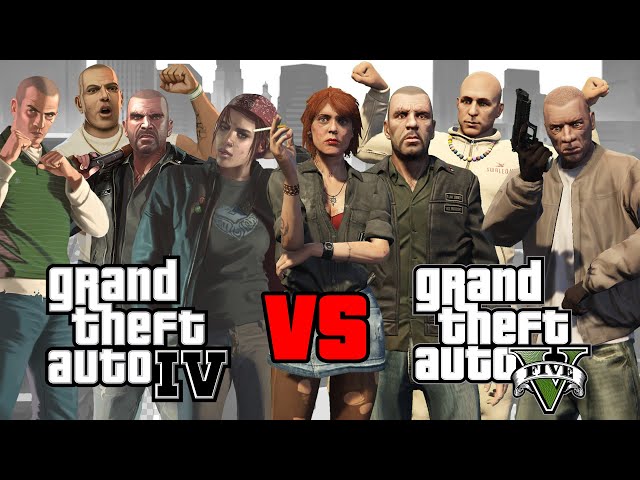 grand
theft
auto IV
VS
grand
theft
auto V
FIVE